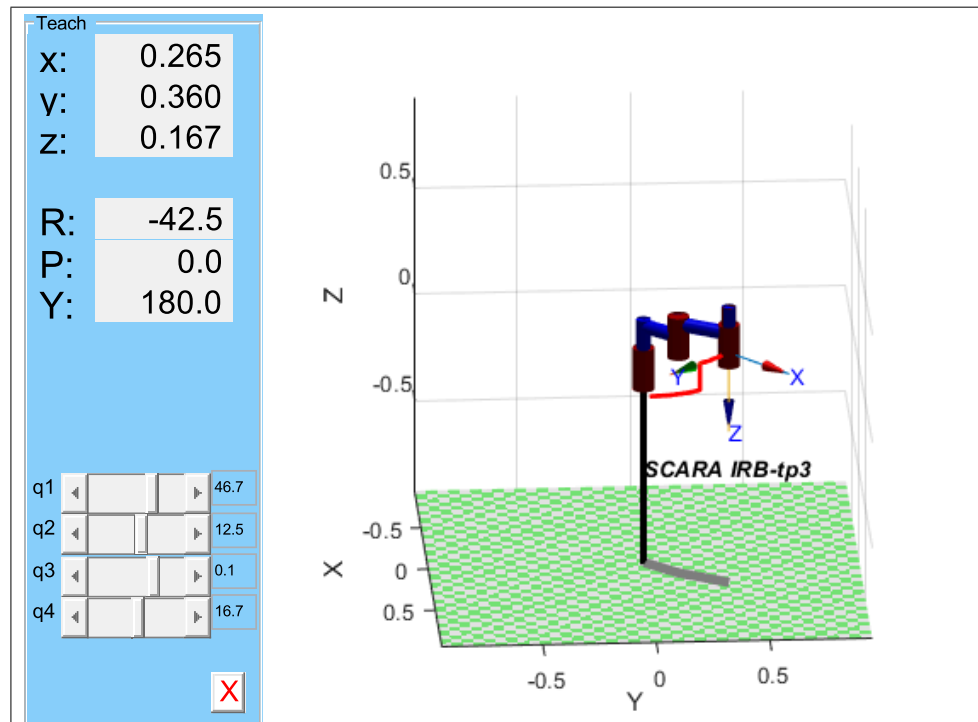 Teach
x: 0.265
y: 0.360
z: 0.167
R: -42.5
P: 0.0
Y: 180.0
q1 46.7
q2 12.5
q3 0.1
q4 16.7
X
0.5
0
-0.5
Z
X
Y
Z
SCARA IRB-tp3
-0.5
0
0.5
X
-0.5
0
0.5
Y